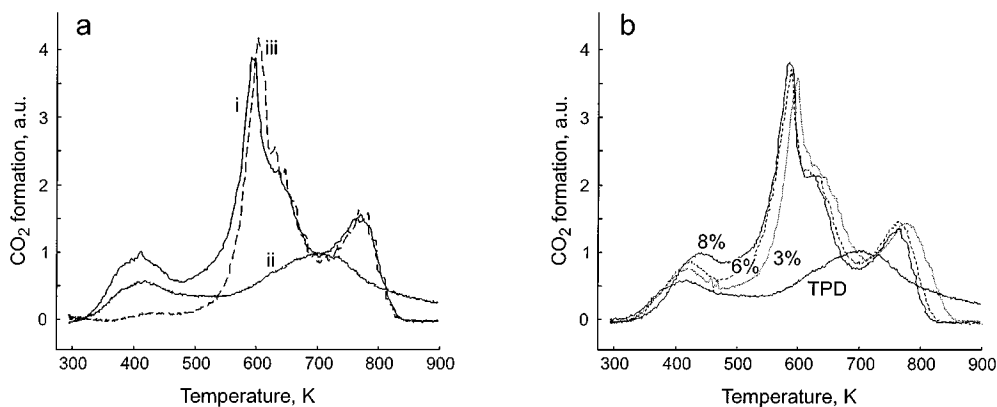 a
CO2 formation, a.u.
4
3
2
1
0
i
iii
ii
300 400 500 600 700 800 900
Temperature, K
b
CO2 formation, a.u.
4
3
2
1
0
8%
6%
3%
TPD
300 400 500 600 700 800 900
Temperature, K